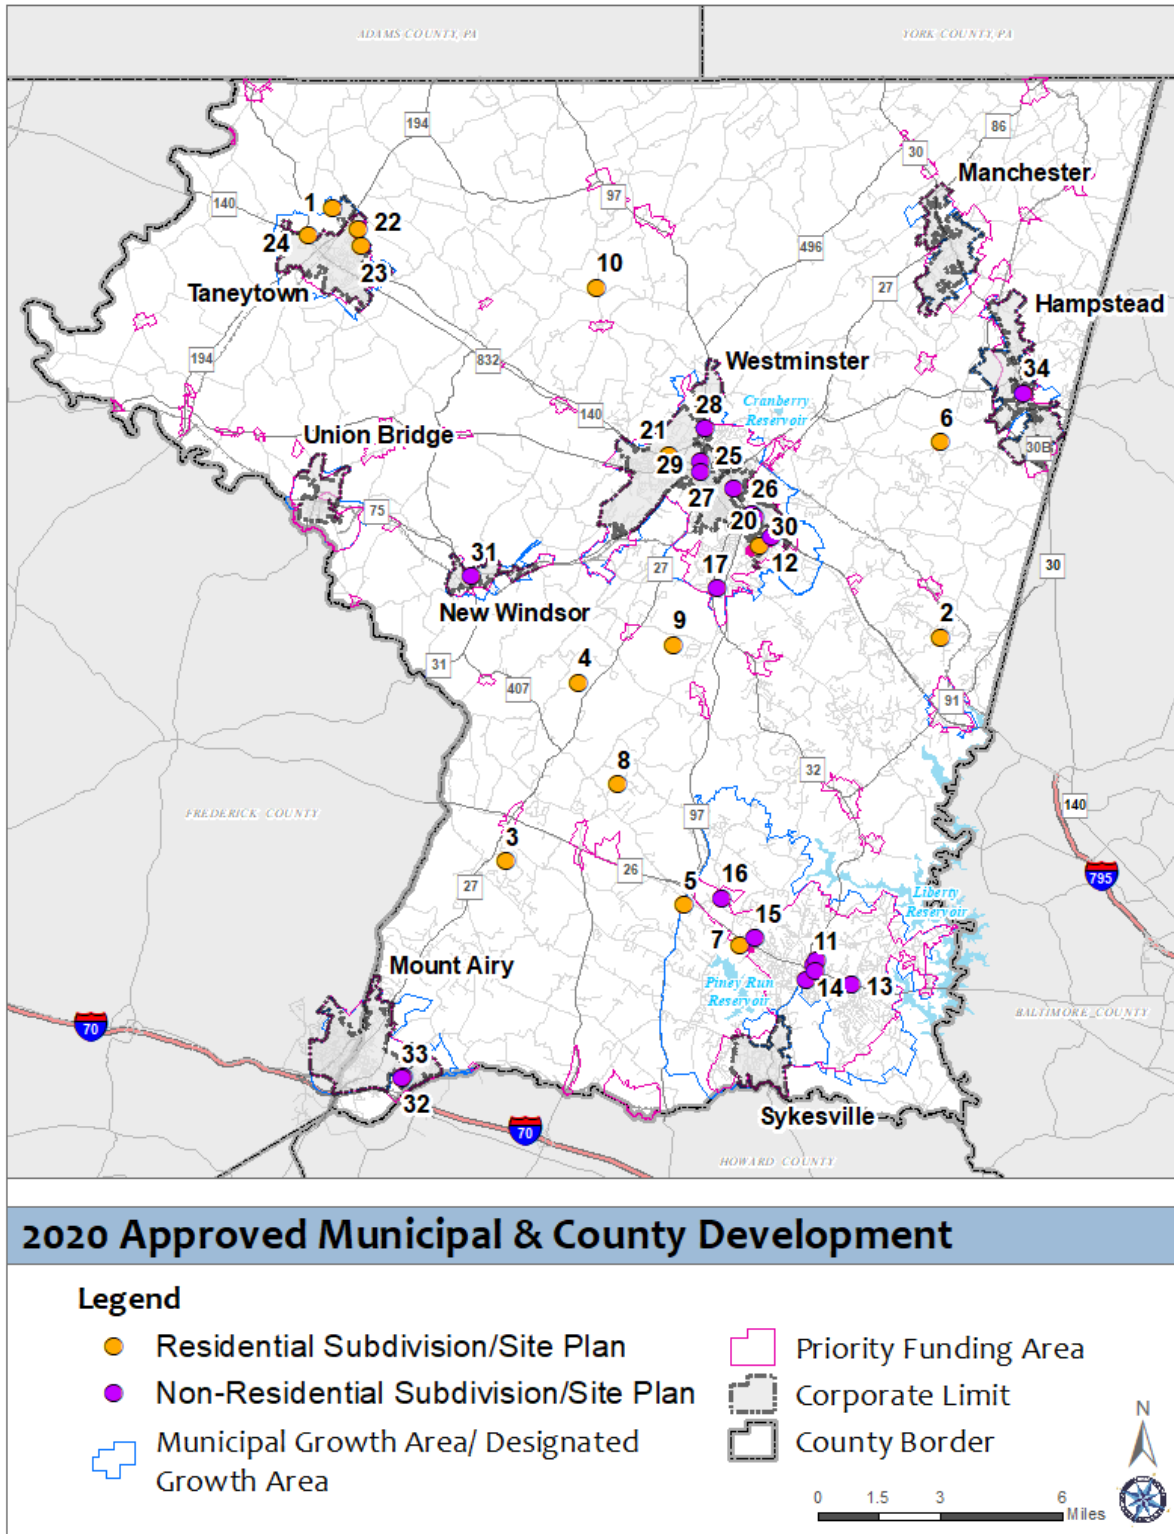 ADAMS COUNTY, PA
YORK COUNTY, PA
194
86
30
97
Manchester
140
1
22
24
23
496
10
27
Taneytown
Hampstead
194
832
Westminster
34
Cranberry
Reservoir
140
28
6
21
Union Bridge
25
29
30B
27
26
75
20
30
31
12
17
27
30
New Windsor
2
9
31
4
407
91
8
32
FREDERICK COUNTY
97
140
3
26
16
795
27
5
Liberty
Reservoir
15
7
11
Mount Airy
Piney Run
Reservoir
14
13
BALTIMORE COUNTY
70
33
32
Sykesville
70
HOWARD COUNTY
2020 Approved Municipal & County Development
Legend
Residential Subdivision/Site Plan
Non-Residential Subdivision/Site Plan
Municipal Growth Area/ Designated
Growth Area
Priority Funding Area
Corporate Limit
County Border
N
0 1.5 3 6
Miles